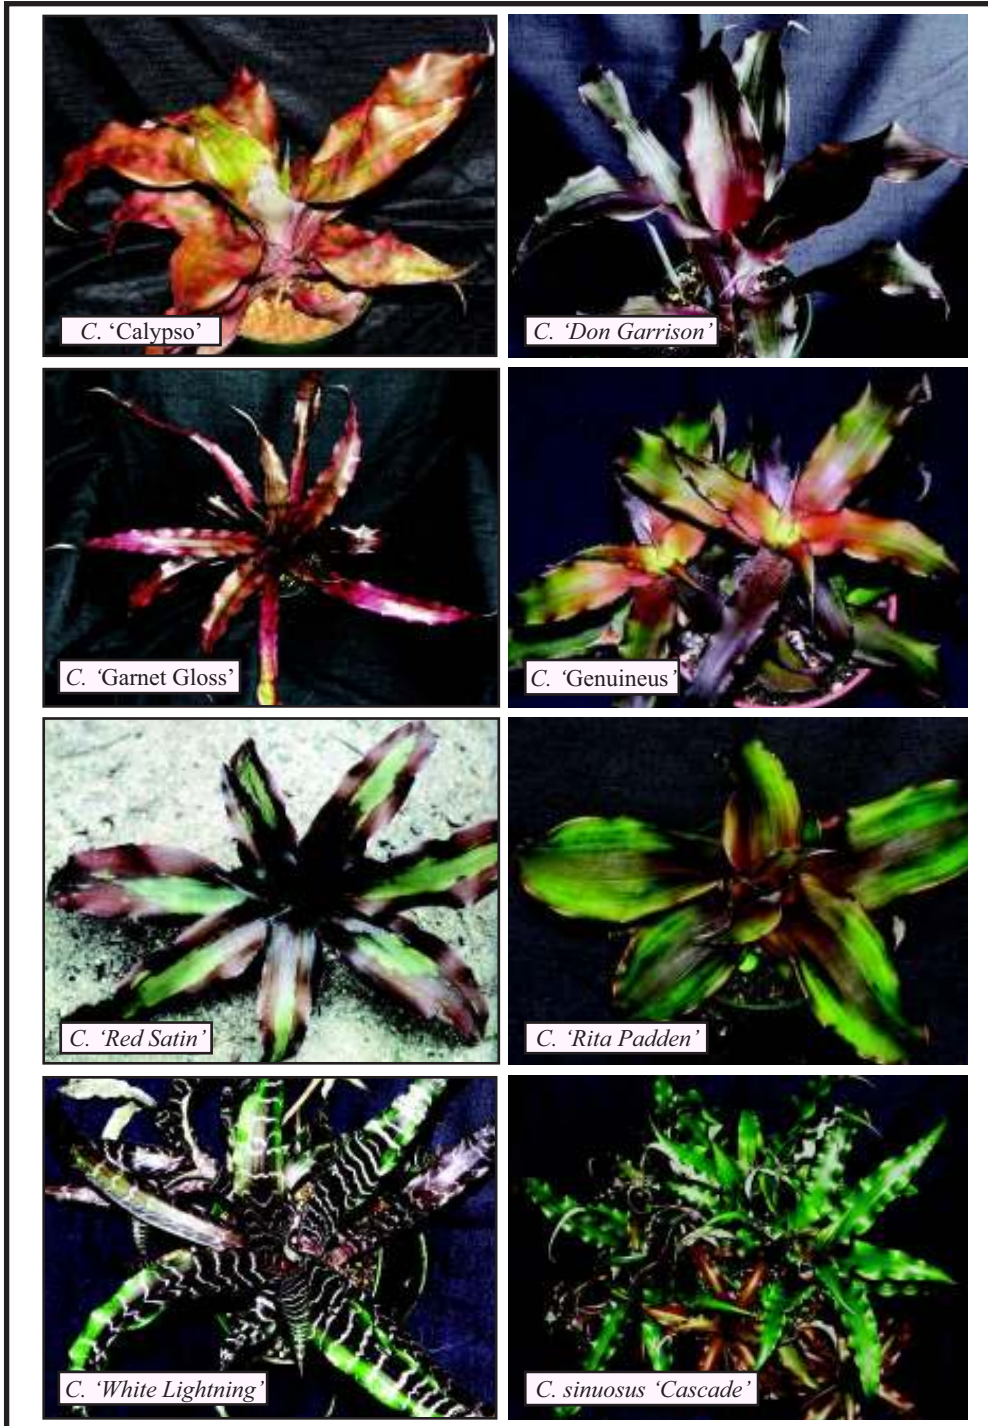 C. ‘Calypso’
C. ‘Don Garrison’
C. ‘Garnet Gloss’
C. ‘Genuineus’
C. ‘Red Satin’
C. ‘Rita Padden’
C. ‘White Lightning’
C. sinuosus ‘Cascade’